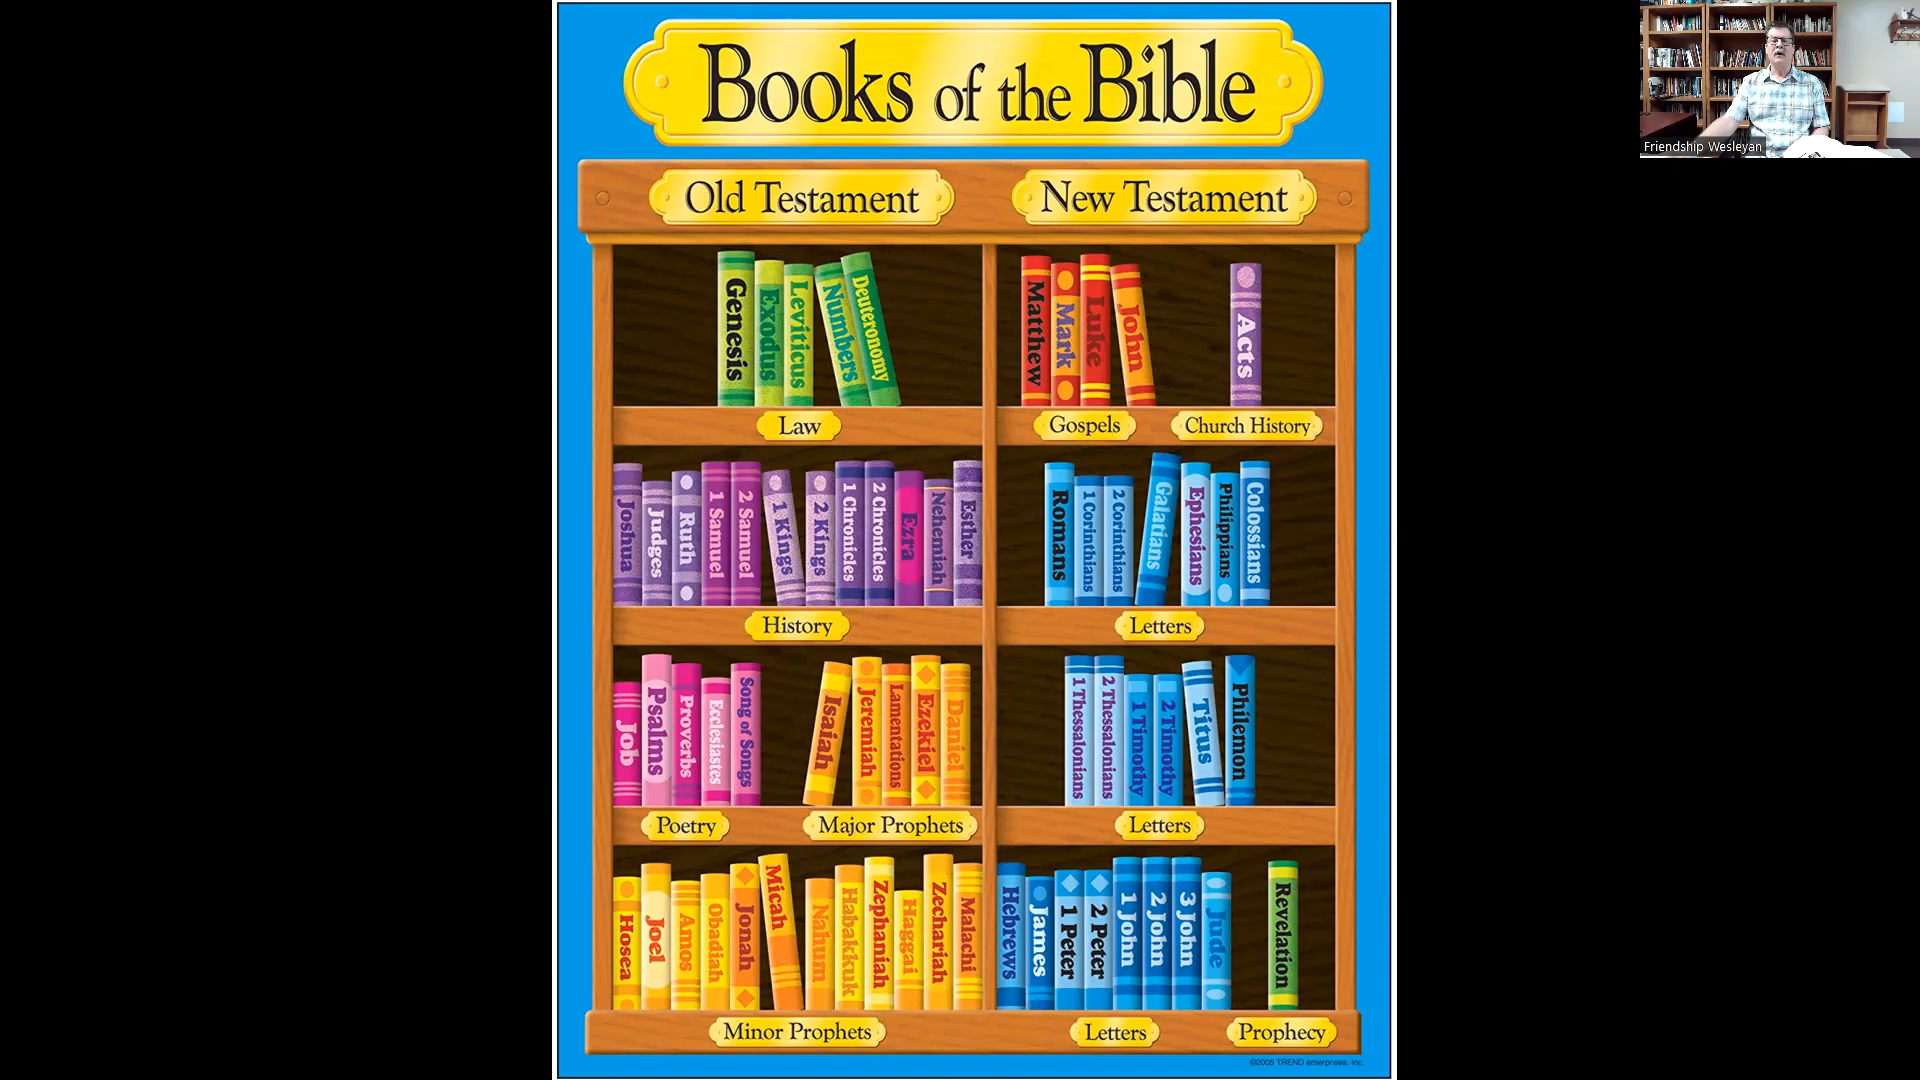 Books of the Bible
Old Testament
New Testament
Genesis
Exodus
Leviticus
Numbers
Deuteronomy
Law
Matthew
Mark
Luke
John
Gospels
Acts
Church History
Joshua
Judges
Ruth
1 Samuel
2 Samuel
1 Kings
2 Kings
1 Chronicles
2 Chronicles
Ezra
Nehemiah
Esther
History
Romans
1 Corinthians
2 Corinthians
Galatians
Ephesians
Philippians
Colossians
Letters
Job
Psalms
Proverbs
Ecclesiastes
Song of Songs
Poetry
Isaiah
Jeremiah
Lamentations
Ezekiel
Daniel
Major Prophets
1 Thessalonians
2 Thessalonians
1 Timothy
2 Timothy
Titus
Philemon
Letters
Hosea
Joel
Amos
Obadiah
Jonah
Micah
Nahum
Habakkuk
Zephaniah
Haggai
Zechariah
Malachi
Minor Prophets
Hebrews
James
1 Peter
2 Peter
1 John
2 John
3 John
Jude
Letters
Revelation
Prophecy
©2005 TREND enterprises, Inc.
Friendship Wesleyan